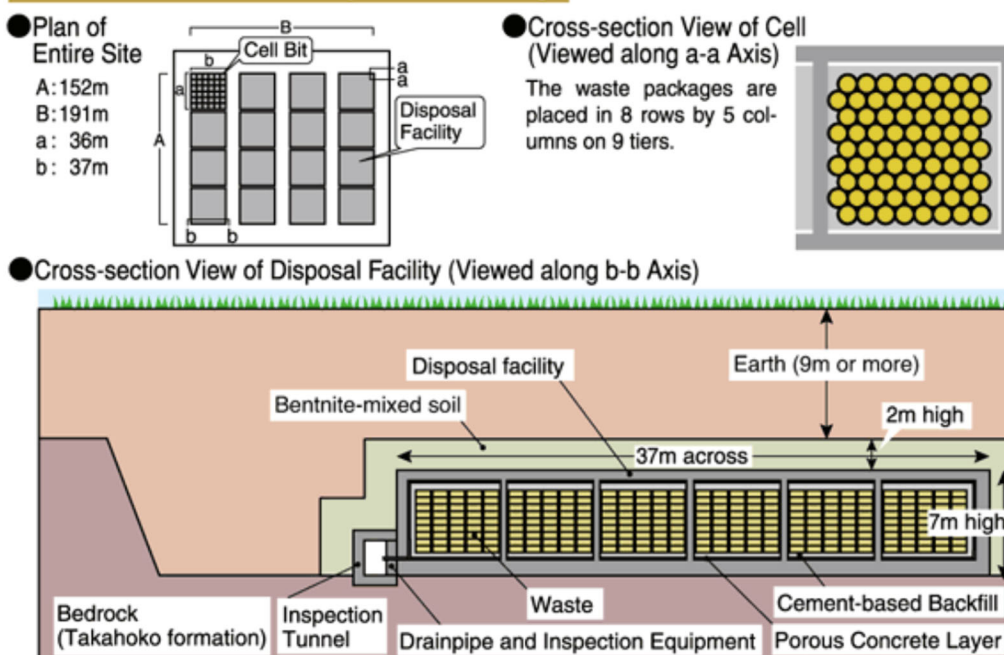 ●Plan of
Entire Site
A:152m
B:191m
a: 36m
b: 37m
B
Cell Bit
b
a
a
a
A
Disposal
Facility
b b
●Cross-section View of Cell
(Viewed along a-a Axis)
The waste packages are
placed in 8 rows by 5 col-
umns on 9 tiers.
●Cross-section View of Disposal Facility (Viewed along b-b Axis)
Disposal facility
Earth (9m or more)
Bentnite-mixed soil
2m high
37m across
7m high
Bedrock
(Takahoko formation)
Inspection
Tunnel
Waste
Drainpipe and Inspection Equipment
Cement-based Backfill
Porous Concrete Layer